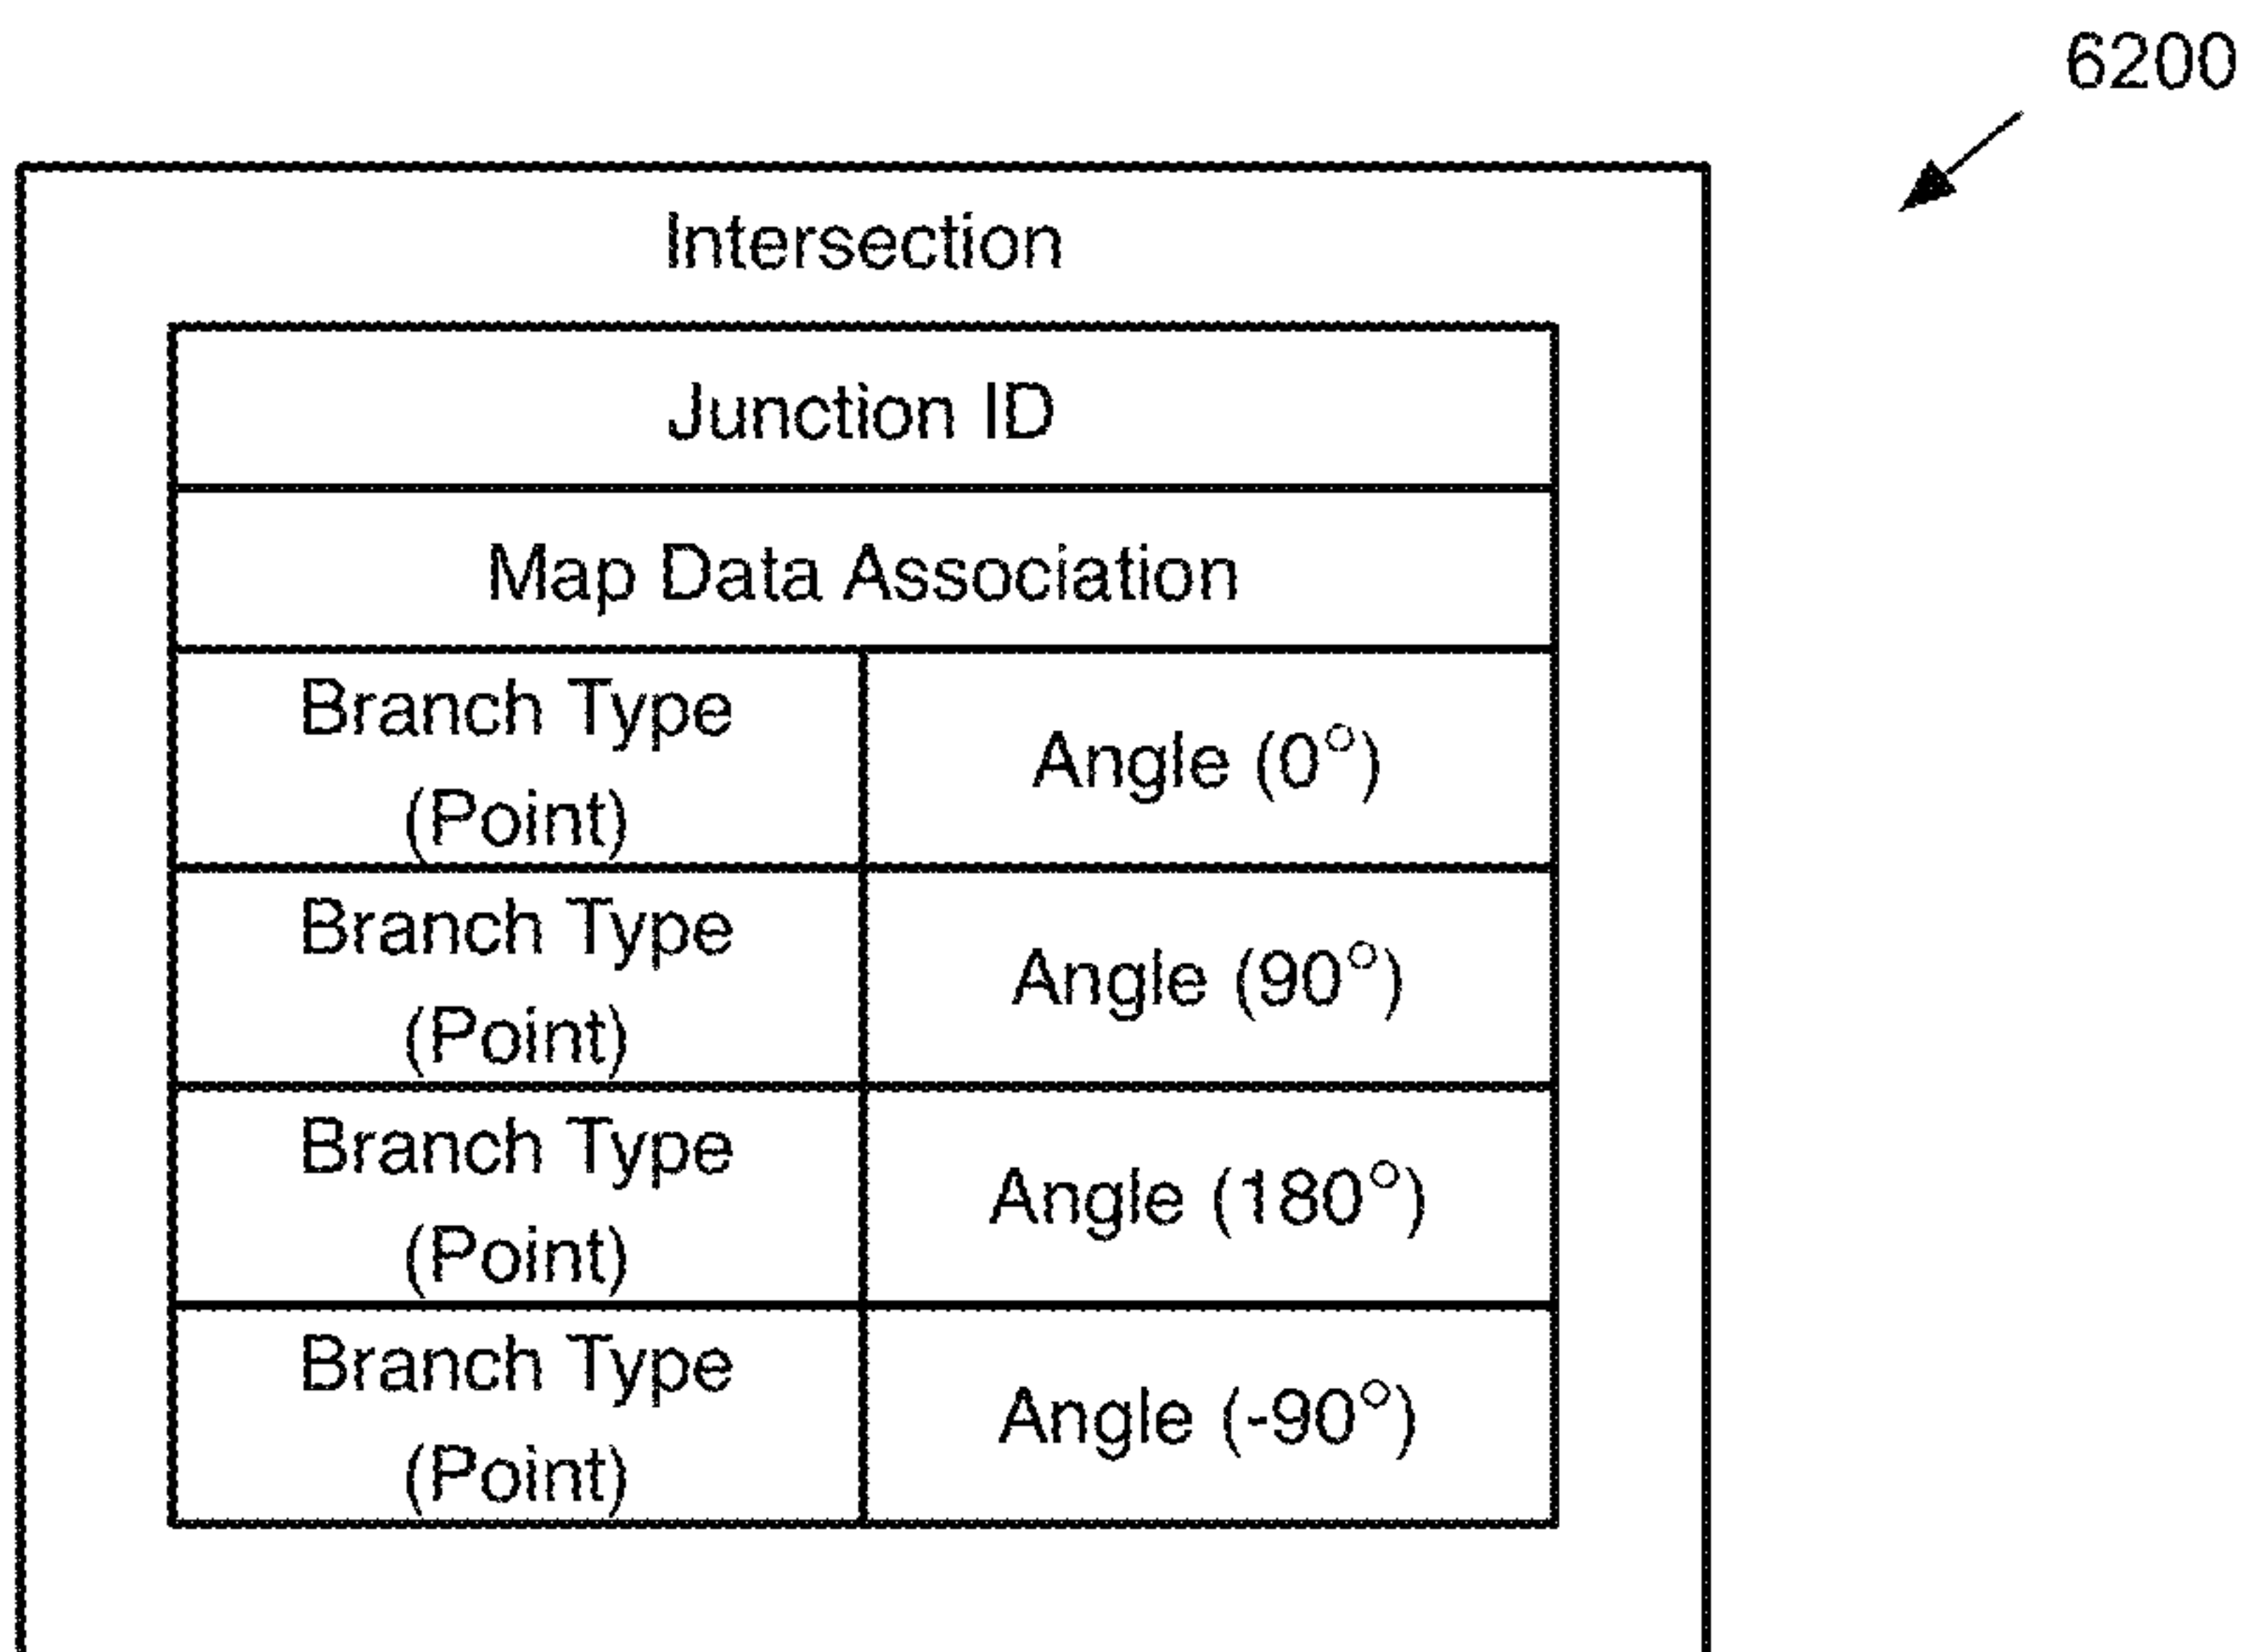 6200
Intersection
Junction ID
Map Data Association
Branch Type
(Point)
Angle (0°)
Branch Type
(Point)
Angle (90°)
Branch Type
(Point)
Angle (180°)
Branch Type
(Point)
Angle (-90°)